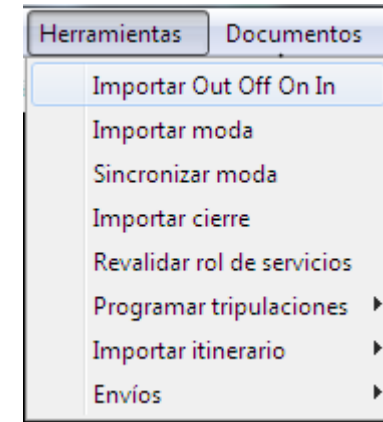 Herramientas Documentos
Importar Out Off On In
Importar moda
Sincronizar moda
Importar cierre
Revalidar rol de servicios
Programar tripulaciones
Importar itinerario
Envíos